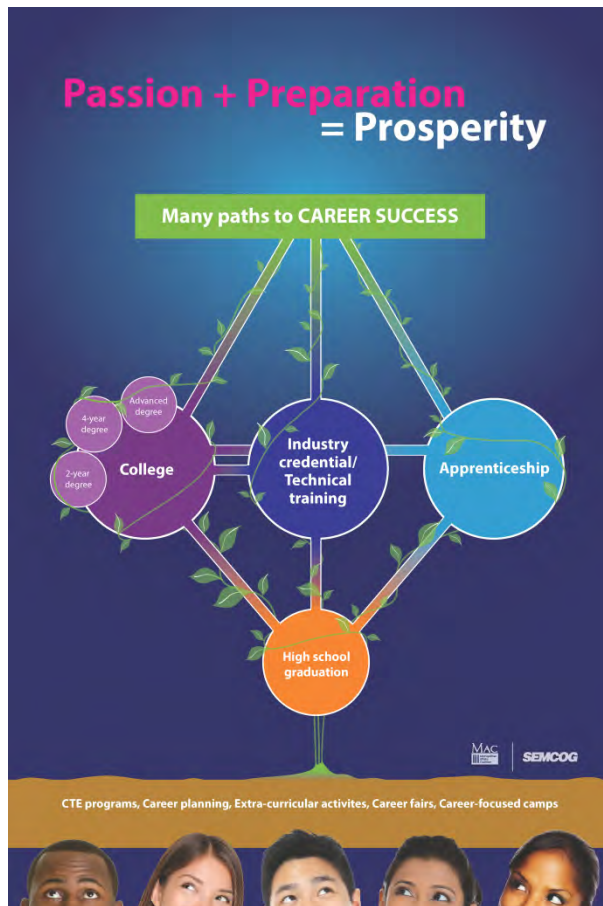 Passion + Preparation
= Prosperity
Many paths to CAREER SUCCESS
Advanced
degree
4-year
degree
2-year
degree
College
Industry
credential/
Technical
training
Apprenticeship
High school
graduation
MAC
SEMCOG
CTE programs, Career planning, Extra-curricular activites, Career fairs, Career-focused camps